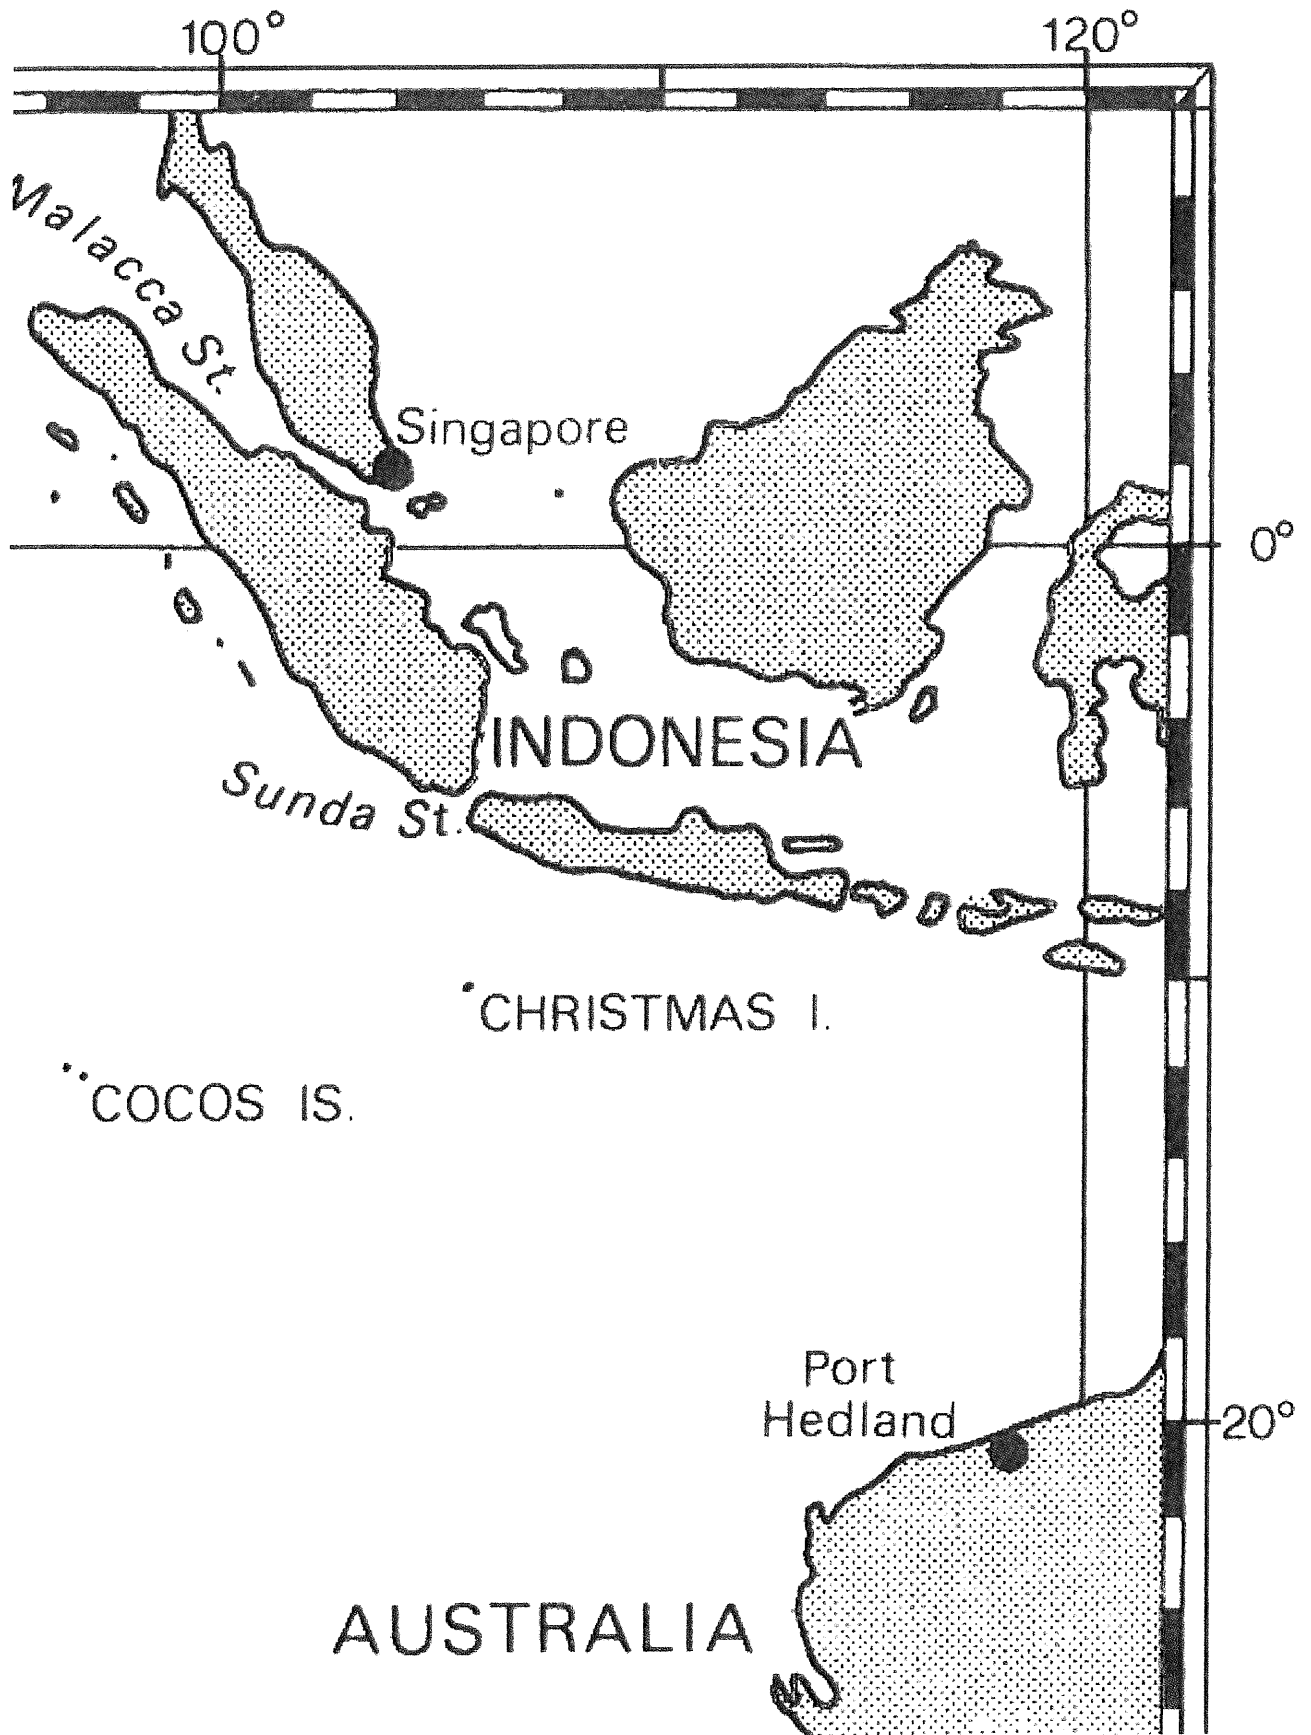 100°
120°
Malacca St.
Singapore
0°
INDONESIA
Sunda St.
CHRISTMAS I.
COCOS IS.
Port
Hedland
20°
AUSTRALIA